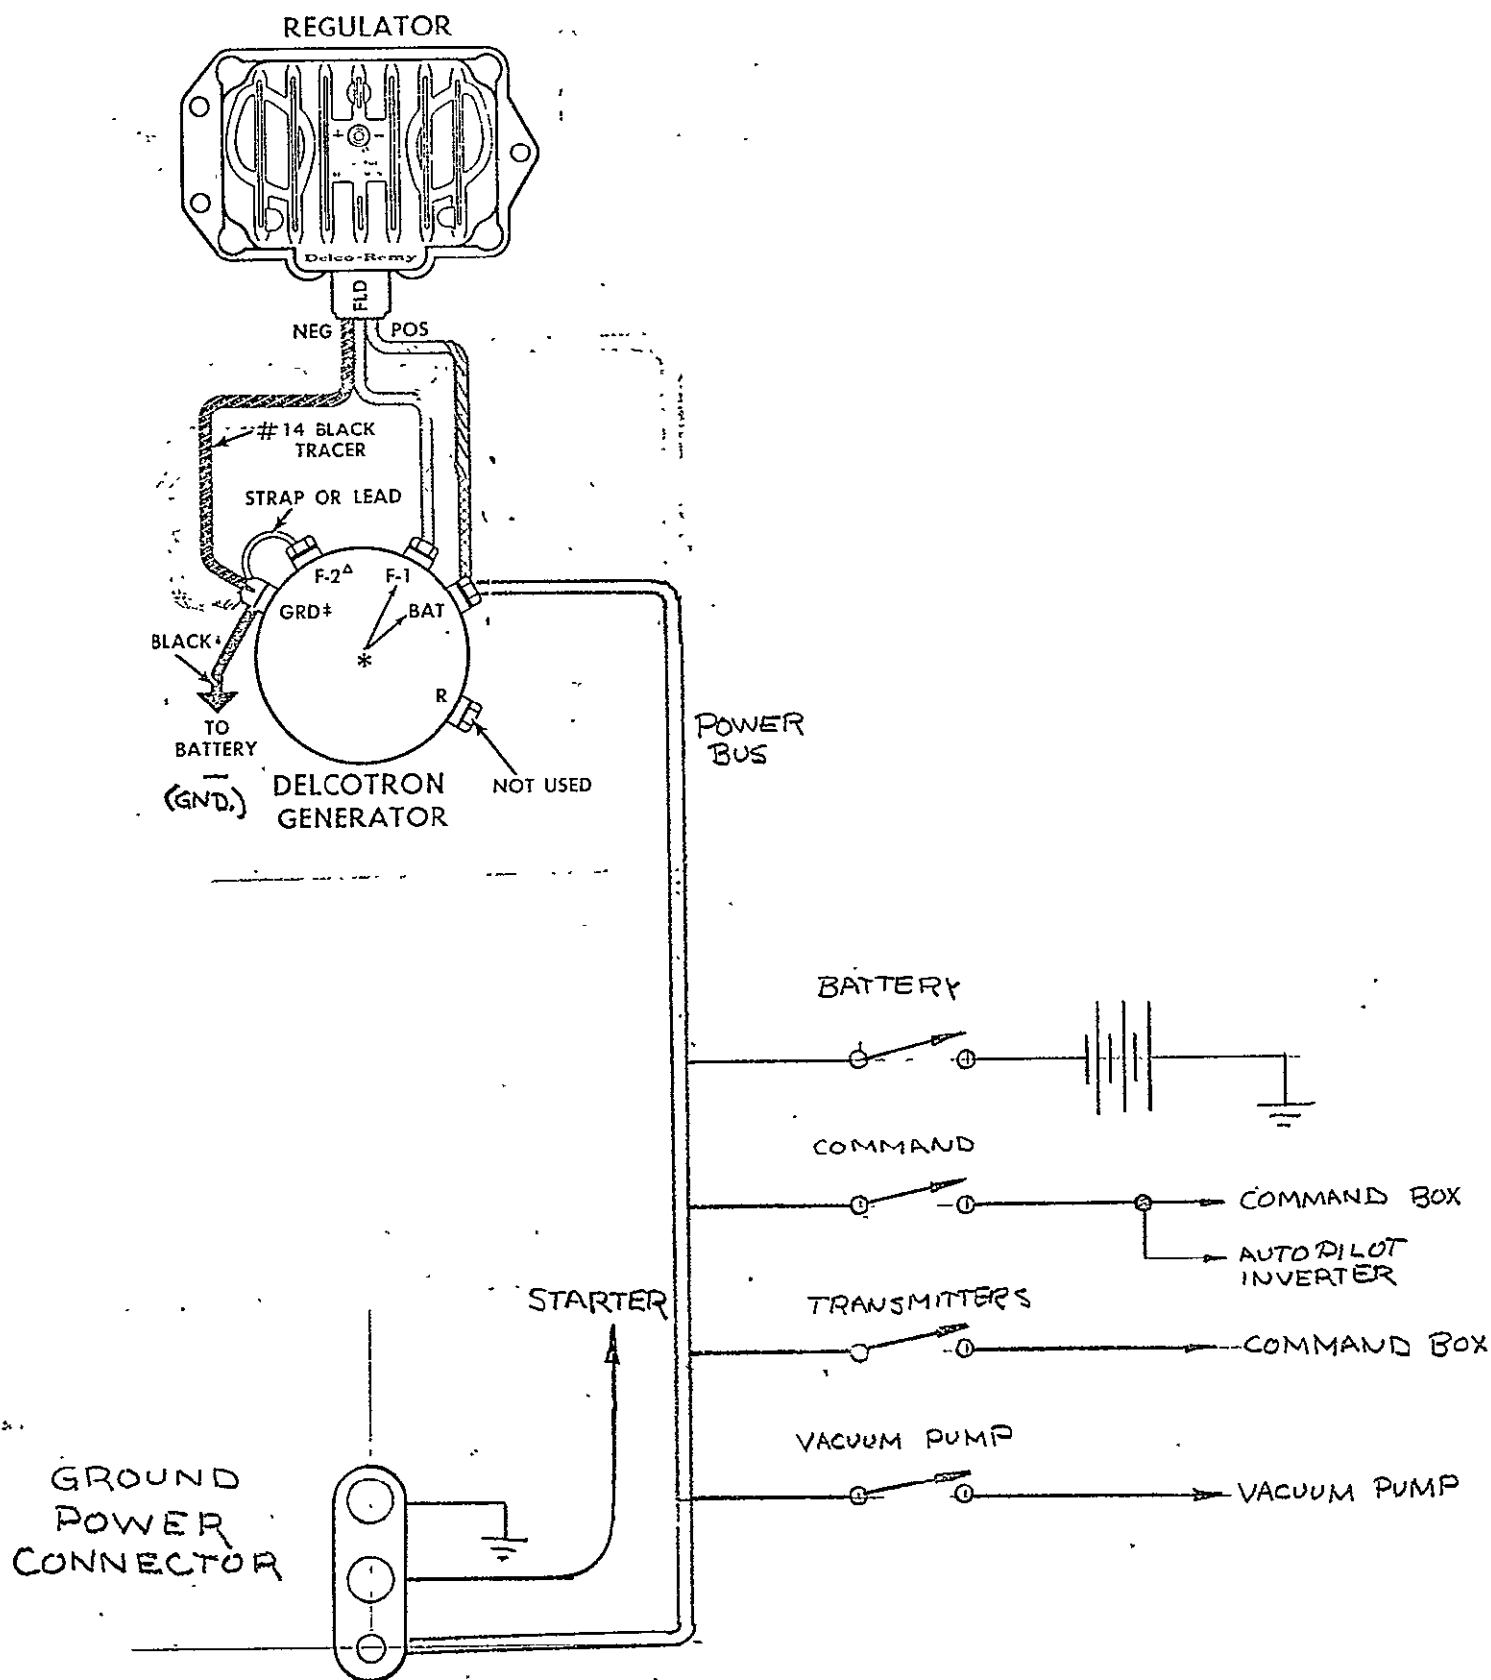 REGULATOR
+ −
Delco-Remy
FLD
NEG
POS
#14 BLACK
TRACER
STRAP OR LEAD
F-2△
F-1
GRD‡
BAT
*
BLACK
R
TO
BATTERY
−
(GND.)
DELCOTRON
GENERATOR
NOT USED
POWER
BUS
BATTERY
COMMAND
COMMAND BOX
AUTOPILOT
INVERTER
STARTER
TRANSMITTERS
COMMAND BOX
VACUUM PUMP
VACUUM PUMP
GROUND
POWER
CONNECTOR